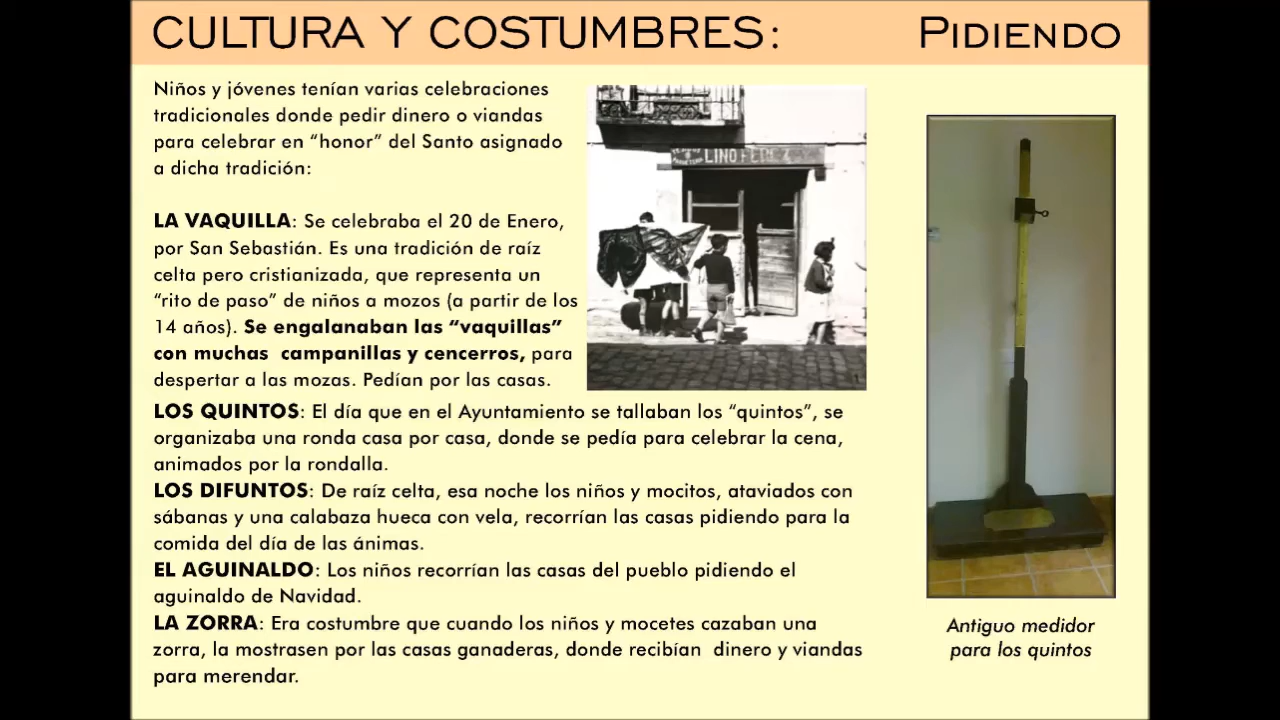 CULTURA Y COSTUMBRES:
PIDIENDO
Niños y jóvenes tenían varias celebraciones
tradicionales donde pedir dinero o viandas
para celebrar en “honor” del Santo asignado
a dicha tradición:
LA VAQUILLA: Se celebraba el 20 de Enero,
por San Sebastián. Es una tradición de raíz
celta pero cristianizada, que representa un
“rito de paso” de niños a mozos (a partir de los
14 años). Se engalanaban las “vaquillas”
con muchas campanillas y cencerros, para
despertar a las mozas. Pedían por las casas.
LOS QUINTOS: El día que en el Ayuntamiento se tallaban los “quintos”, se
organizaba una ronda casa por casa, donde se pedía para celebrar la cena,
animados por la rondalla.
LOS DIFUNTOS: De raíz celta, esa noche los niños y mocitos, ataviados con
sábanas y una calabaza hueca con vela, recorrían las casas pidiendo para la
comida del día de las ánimas.
EL AGUINALDO: Los niños recorrían las casas del pueblo pidiendo el
aguinaldo de Navidad.
LA ZORRA: Era costumbre que cuando los niños y mocetes cazaban una
zorra, la mostrasen por las casas ganaderas, donde recibían dinero y viandas
para merendar.
LINO
Antiguo medidor
para los quintos